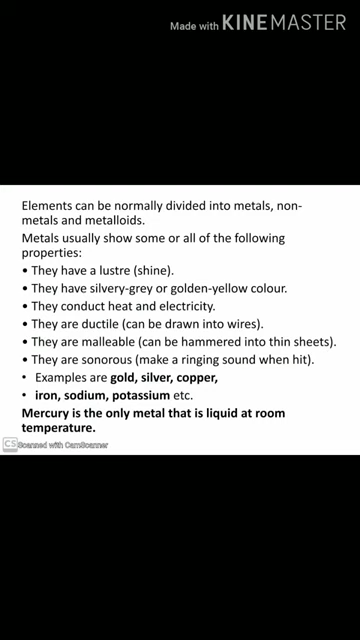 Made with KINEMASTER
Elements can be normally divided into metals, non-
metals and metalloids.
Metals usually show some or all of the following
properties:
• They have a lustre (shine).
• They have silvery-grey or golden-yellow colour.
• They conduct heat and electricity.
• They are ductile (can be drawn into wires).
• They are malleable (can be hammered into thin sheets).
• They are sonorous (make a ringing sound when hit).
• Examples are gold, silver, copper,
• iron, sodium, potassium etc.
Mercury is the only metal that is liquid at room
temperature.
CS Scanned with CamScanner